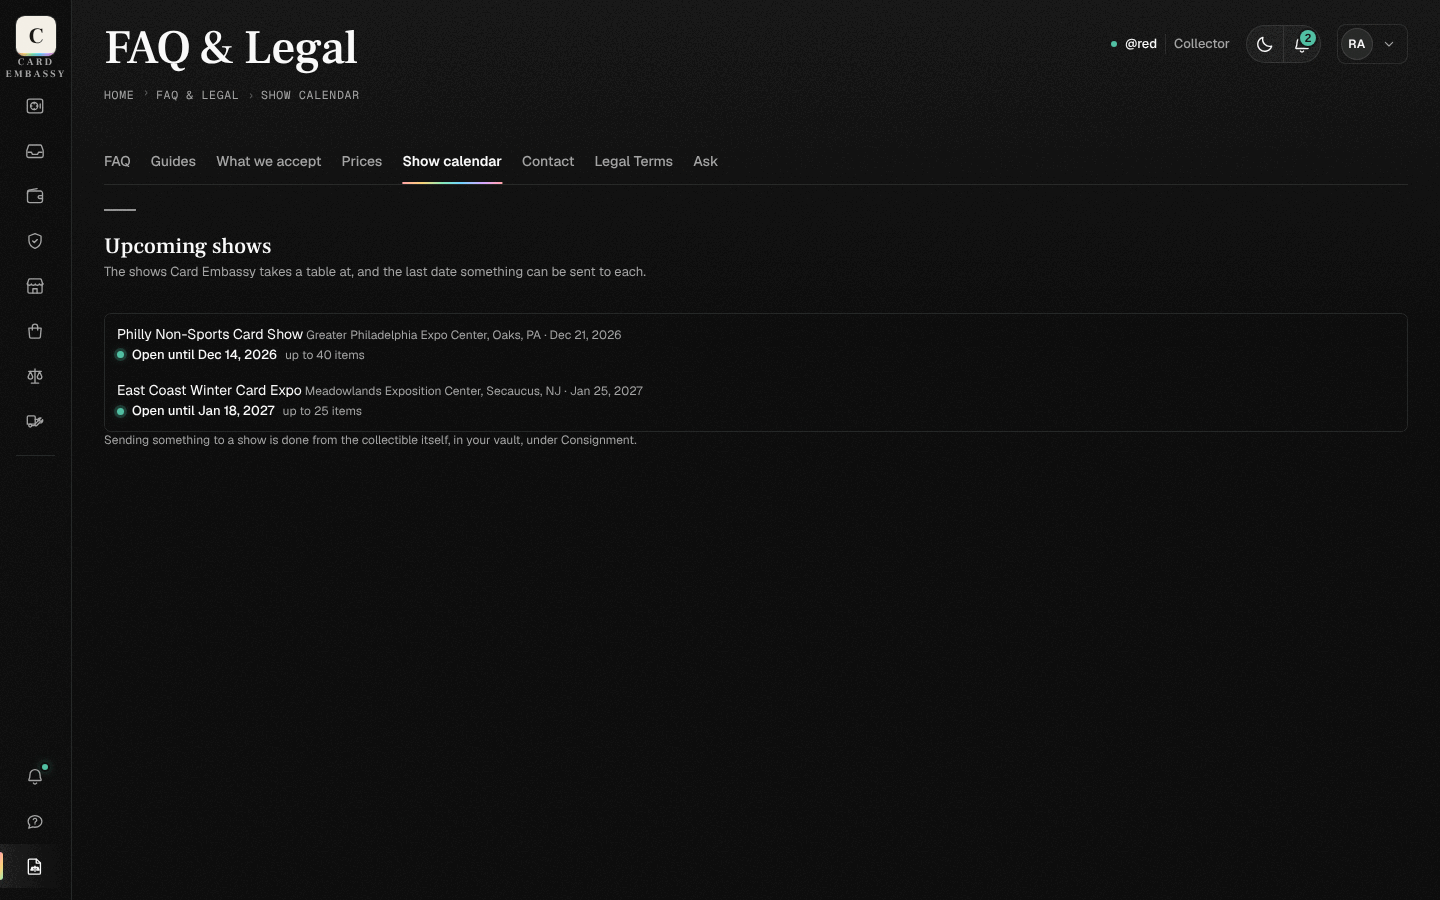 C
CARD
EMBASSY
FAQ & Legal
@red
Collector
2
RA
HOME › FAQ & LEGAL › SHOW CALENDAR
FAQ Guides What we accept Prices Show calendar Contact Legal Terms Ask
Upcoming shows
The shows Card Embassy takes a table at, and the last date something can be sent to each.
Philly Non-Sports Card Show Greater Philadelphia Expo Center, Oaks, PA · Dec 21, 2026
Open until Dec 14, 2026 up to 40 items
East Coast Winter Card Expo Meadowlands Exposition Center, Secaucus, NJ · Jan 25, 2027
Open until Jan 18, 2027 up to 25 items
Sending something to a show is done from the collectible itself, in your vault, under Consignment.